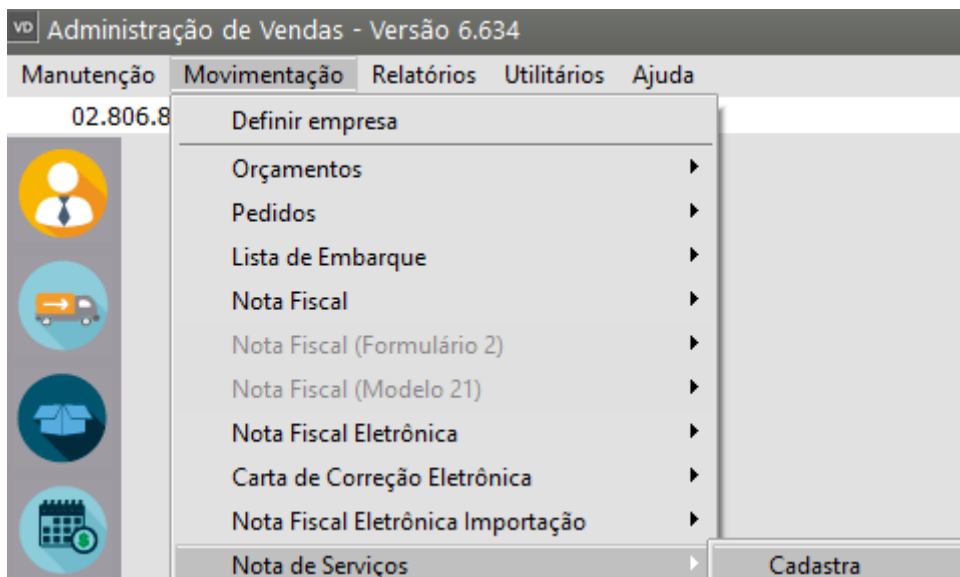 VD Administração de Vendas - Versão 6.634
Manutenção Movimentação Relatórios Utilitários Ajuda
02.806.8
Definir empresa
Orçamentos
Pedidos
Lista de Embarque
Nota Fiscal
Nota Fiscal (Formulário 2)
Nota Fiscal (Modelo 21)
Nota Fiscal Eletrônica
Carta de Correção Eletrônica
Nota Fiscal Eletrônica Importação
Nota de Serviços Cadastra